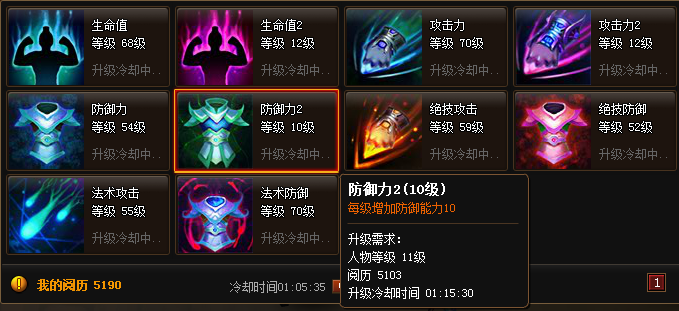 生命值
等级 68级
升级冷却中..
生命值2
等级 12级
升级冷却中..
攻击力
等级 70级
升级冷却中..
攻击力2
等级 12级
升级冷却中..
防御力
等级 54级
升级冷却中..
防御力2
等级 10级
升级冷却中..
绝技攻击
等级 59级
升级冷却中..
绝技防御
等级 52级
升级冷却中..
法术攻击
等级 55级
升级冷却中..
法术防御
等级 70级
升级冷却中..
防御力2(10级)
每级增加防御能力10
升级需求:
人物等级 11级
阅历 5103
升级冷却时间 01:15:30
我的阅历 5190
冷却时间01:05:35
1